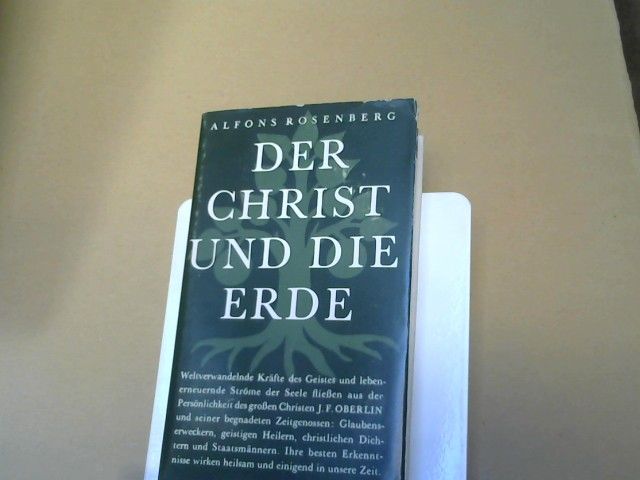 ALFONS ROSENBERG
DER
CHRIST
UND DIE
ERDE
Weltverwandelnde Kräfte des Geistes und leben-
erneuernde Ströme der Seele fließen aus der
Persönlichkeit des großen Christen J. F. OBERLIN
und seiner begnadeten Zeitgenossen: Glaubens-
erweckern, geistigen Heilern, christlichen Dich-
tern und Staatsmännern. Ihre besten Erkennt-
nisse wirken heilsam und einigend in unsere Zeit.